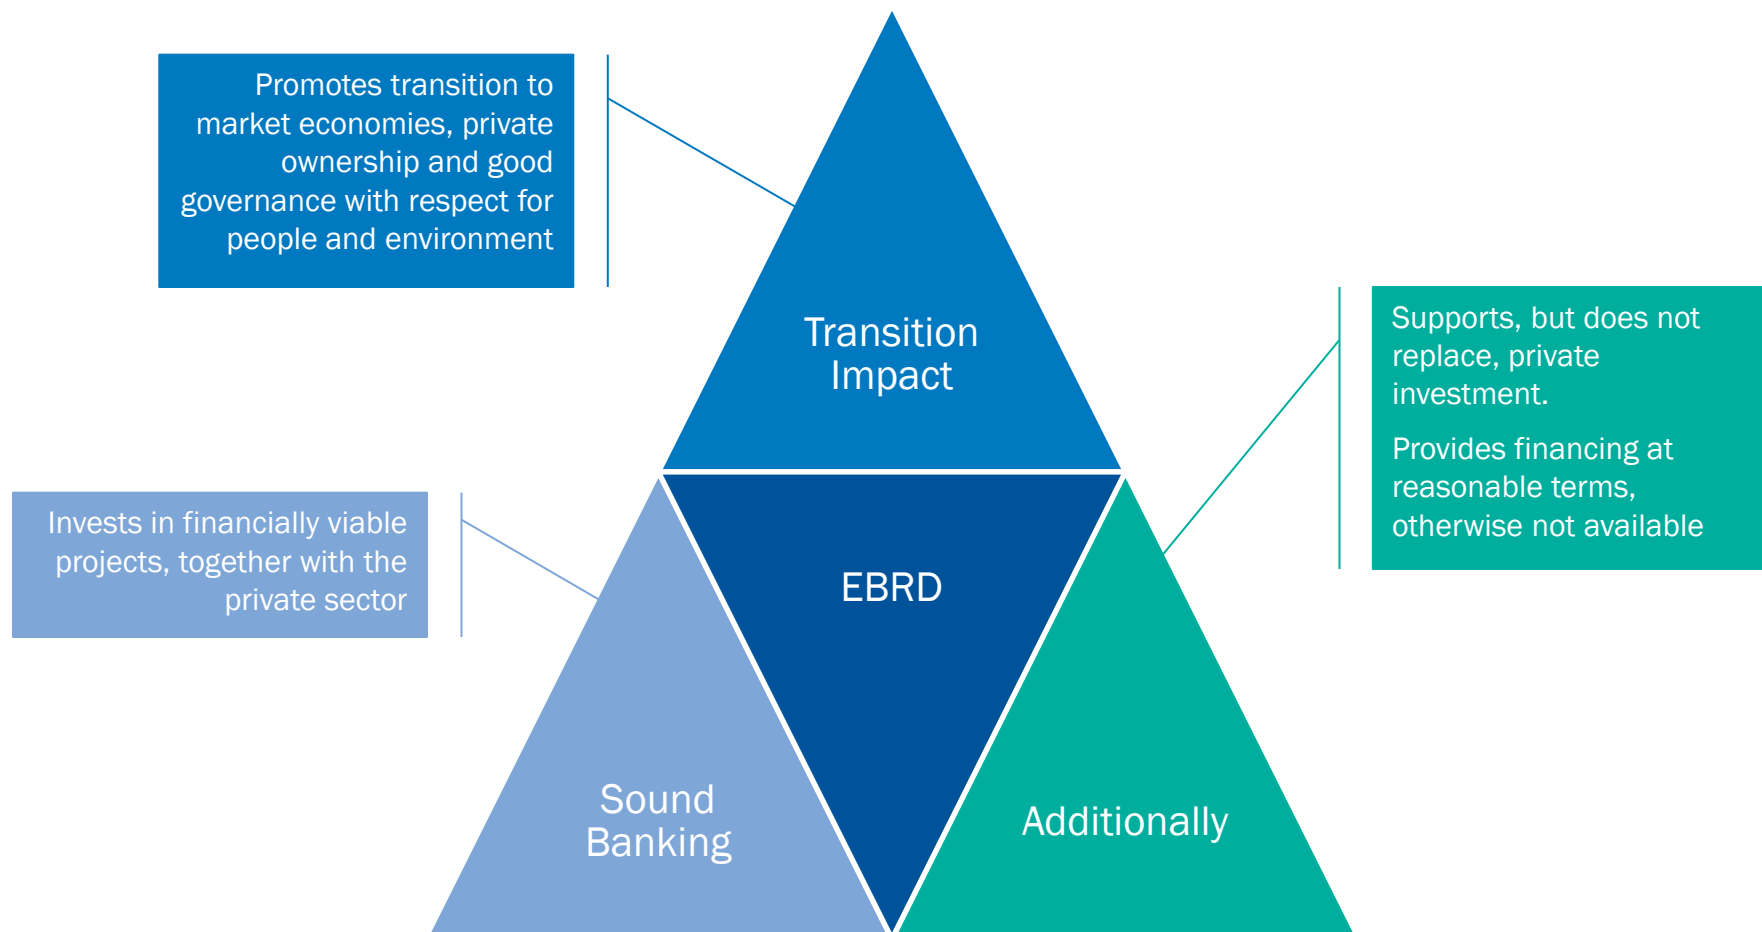 Promotes transition to
market economies, private
ownership and good
governance with respect for
people and environment
Transition
Impact
Supports, but does not
replace, private
investment.
Provides financing at
reasonable terms,
otherwise not available
Invests in financially viable
projects, together with the
private sector
EBRD
Sound
Banking
Additionally